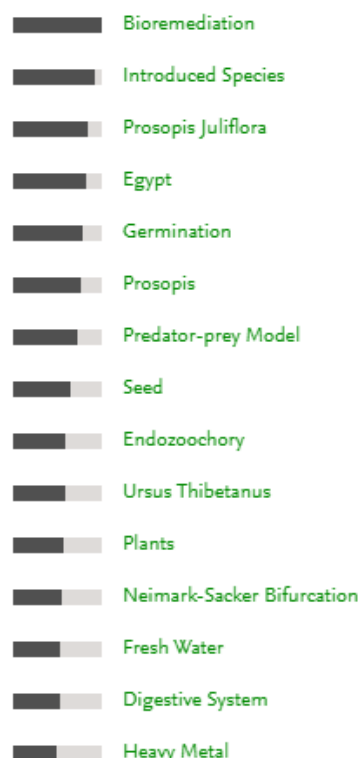 Bioremediation
Introduced Species
Prosopis Juliflora
Egypt
Germination
Prosopis
Predator-prey Model
Seed
Endozoochory
Ursus Thibetanus
Plants
Neimark-Sacker Bifurcation
Fresh Water
Digestive System
Heavy Metal